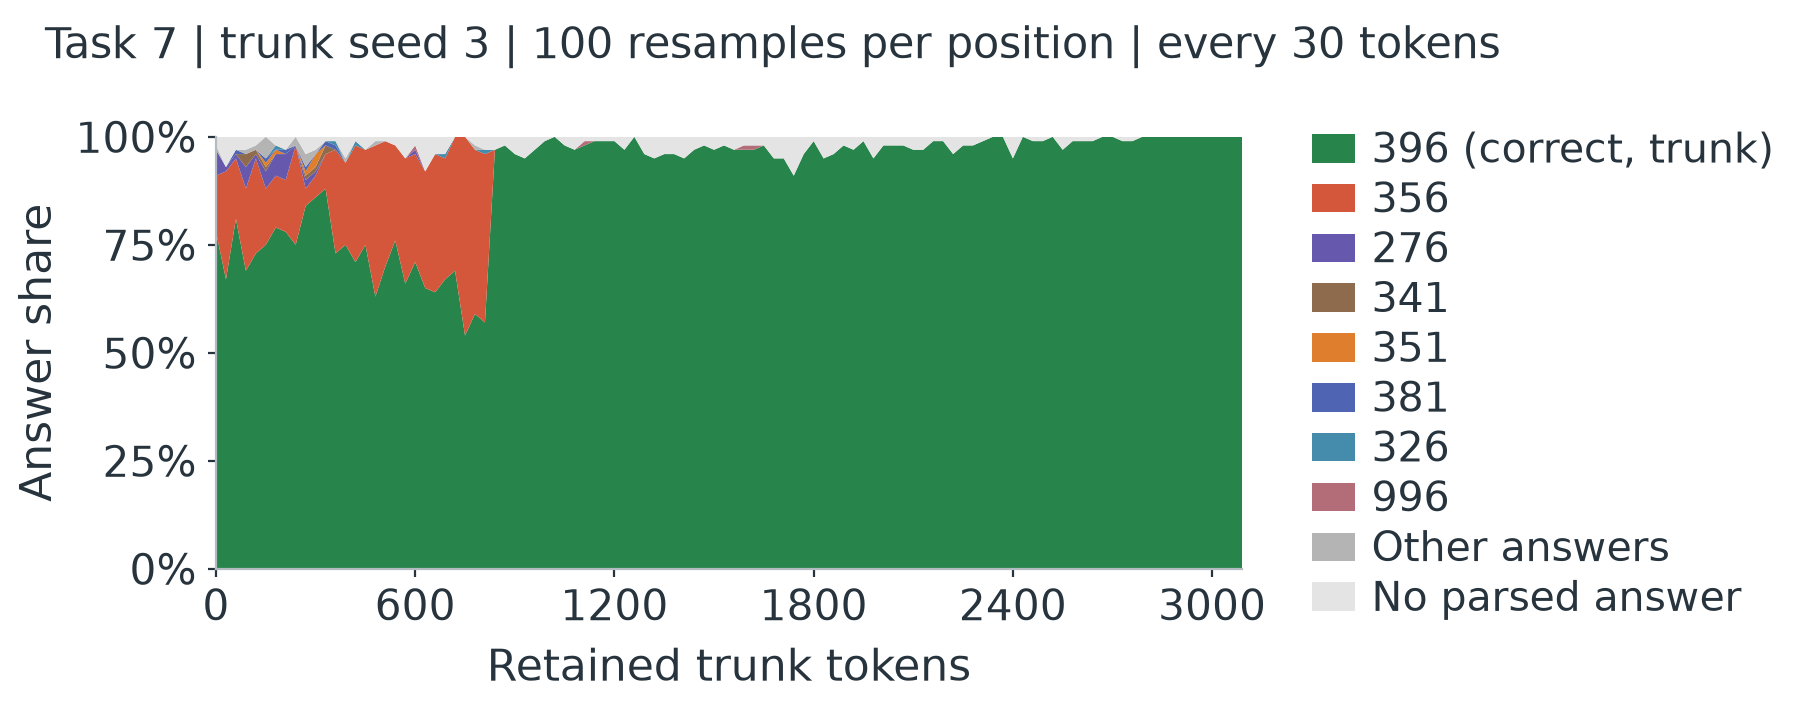 Task 7 | trunk seed 3 | 100 resamples per position | every 30 tokens
100%
75%
50%
25%
0%
Answer share
0 600 1200 1800 2400 3000
Retained trunk tokens
396 (correct, trunk)
356
276
341
351
381
326
996
Other answers
No parsed answer